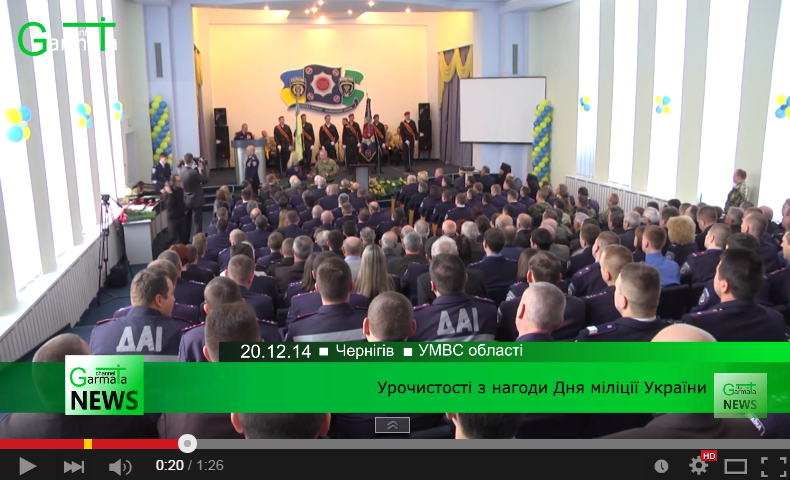 Garmata
ДАІ
ДАІ
ДАІ
20.12.14 ■ Чернігів ■ УМВС області
Урочистості з нагоди Дня міліції України
channel
Garmata
NEWS
Garmata
NEWS
HD
0:20 / 1:26